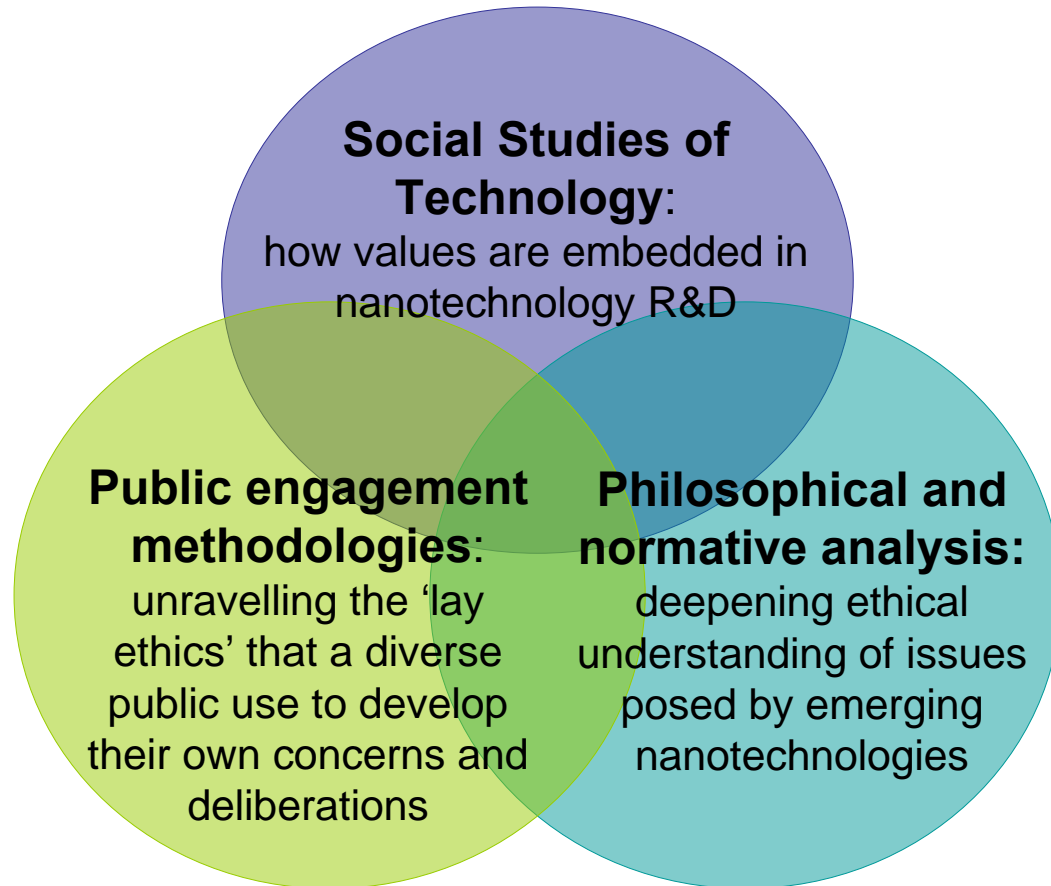 Social Studies of
Technology:
how values are embedded in
nanotechnology R&D
Public engagement
methodologies:
unravelling the ‘lay
ethics’ that a diverse
public use to develop
their own concerns and
deliberations
Philosophical and
normative analysis:
deepening ethical
understanding of issues
posed by emerging
nanotechnologies